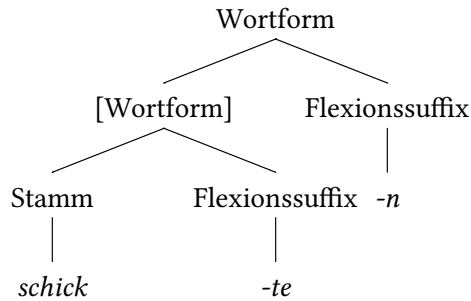 Wortform
[Wortform] Flexionssuffix
Stamm Flexionssuffix -n
schick -te